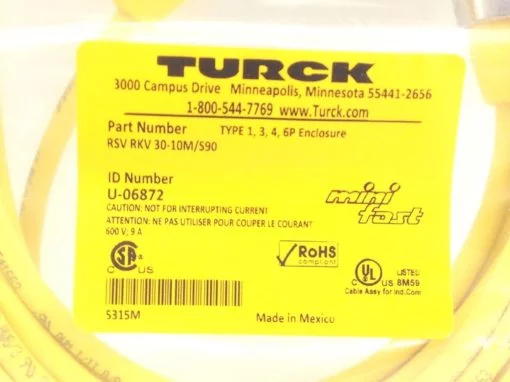 TURCK
3000 Campus Drive Minneapolis, Minnesota 55441-2656
1-800-544-7769 www.Turck.com
Part Number TYPE 1, 3, 4, 6P Enclosure
RSV RKV 30-10M/S90
ID Number
U-06872
CAUTION: NOT FOR INTERRUPTING CURRENT
ATTENTION: NE PAS UTILISER POUR COUPER LE COURANT
600 V; 9 A
mini
fast
SA
C US
RoHS
compliant
UL
LISTED
C US 8M59
Cable Assy for Ind.Com
5315M
Made in Mexico